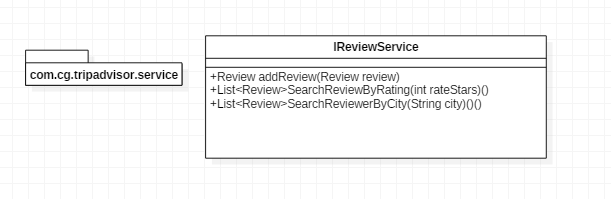 com.cg.tripadvisor.service
IReviewService
+Review addReview(Review review)
+List<Review>SearchReviewByRating(int rateStars)()
+List<Review>SearchReviewerByCity(String city)()()